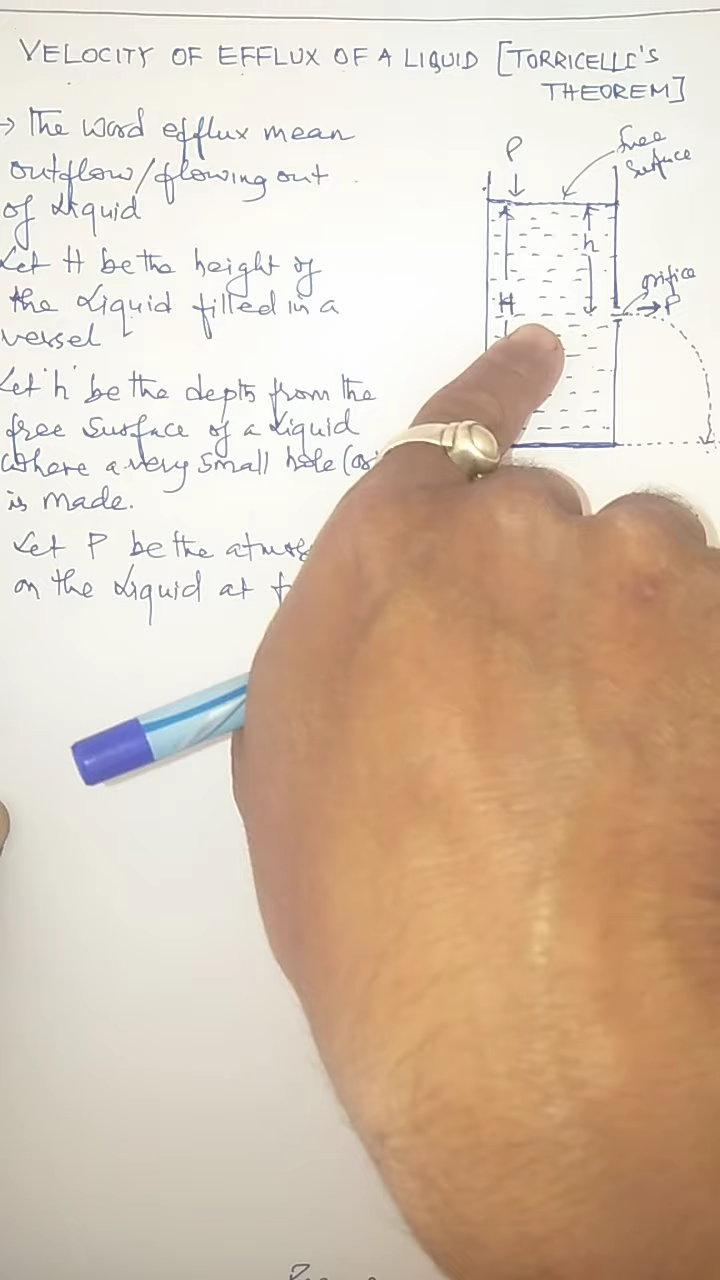 VELOCITY OF EFFLUX OF A LIQUID [TORRICELLI'S
THEOREM]
→ The word efflux mean
outflow/flowing out
of Liquid
Let H be the height of
the Liquid filled in a
vessel
Let 'h' be the depth from the
free surface of a Liquid
Where a very small hole (or
is made.
Let P be the atmos
on the Liquid at f
P
free
surface
h
H
orifice
P